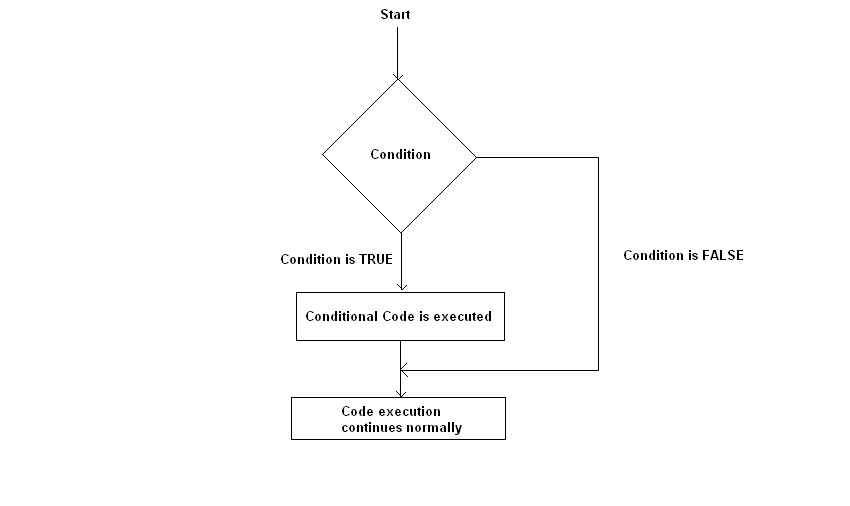 Start
Condition
Condition is TRUE
Condition is FALSE
Conditional Code is executed
Code execution
continues normally